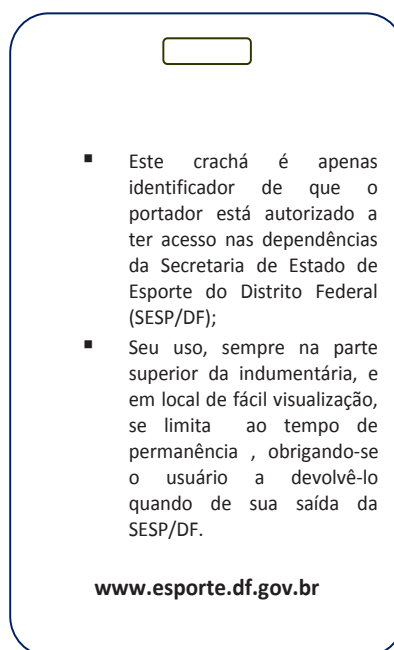 ▪ Este crachá é apenas
identificador de que o
portador está autorizado a
ter acesso nas dependências
da Secretaria de Estado de
Esporte do Distrito Federal
(SESP/DF);
▪ Seu uso, sempre na parte
superior da indumentária, e
em local de fácil visualização,
se limita ao tempo de
permanência , obrigando-se
o usuário a devolvê-lo
quando de sua saída da
SESP/DF.
www.esporte.df.gov.br